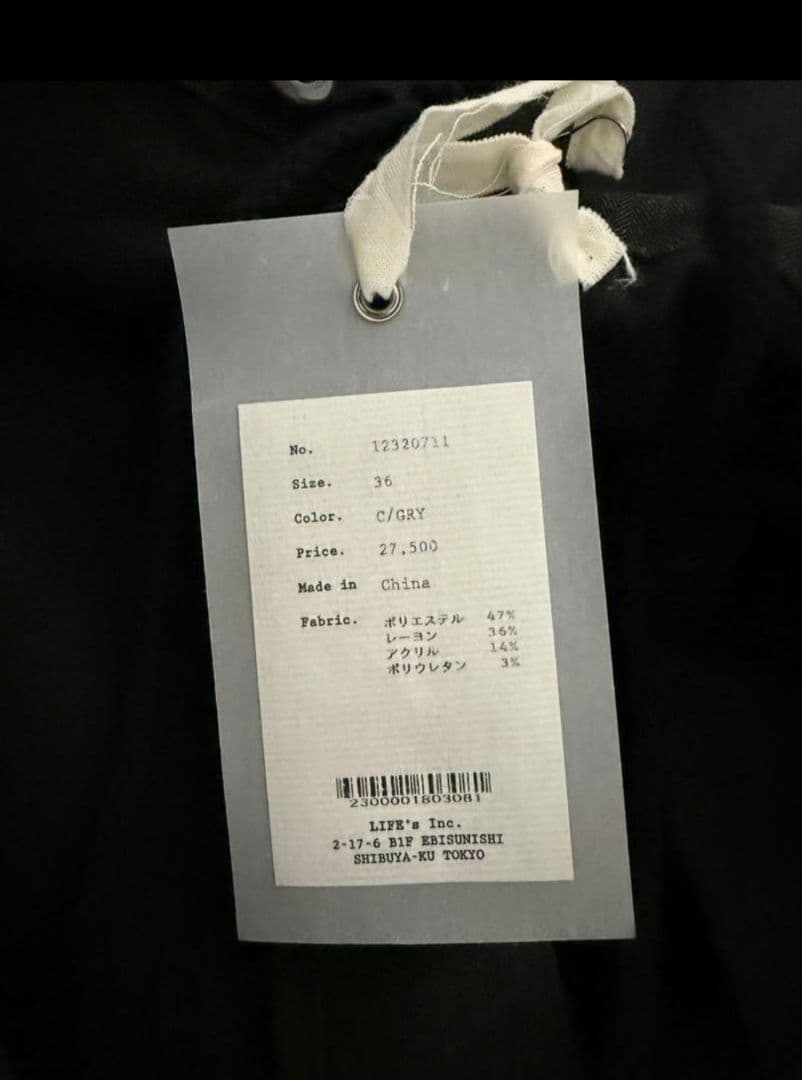 No. 12320711
Size. 36
Color. C/GRY
Price. 27,500
Made in China
Fabric. ポリエステル 47%
レーヨン 36%
アクリル 14%
ポリウレタン 3%
2300001803081
LIFE's Inc.
2-17-6 B1F EBISUNISHI
SHIBUYA-KU TOKYO